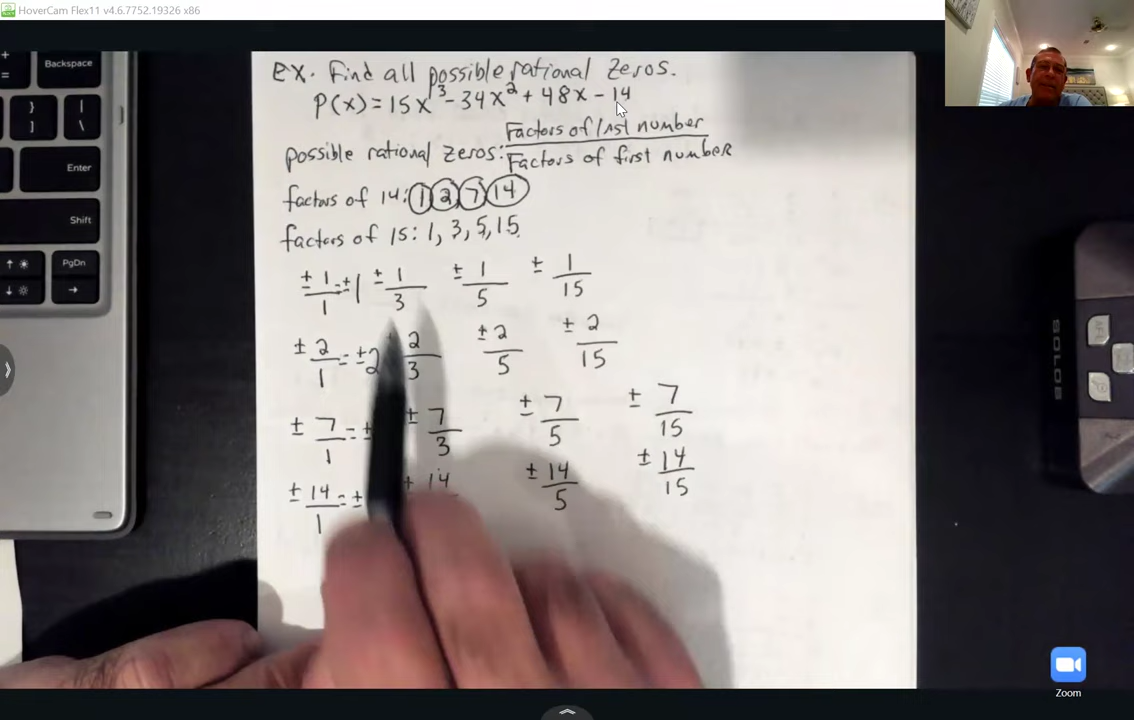 HoverCam Flex11 v4.6.7752.19326 x86
Ex. Find all possible rational zeros.
P(x) = 15x³ - 34x² + 48x - 14
possible rational zeros: Factors of last number / Factors of first number
factors of 14: 1 2 7 14
factors of 15: 1, 3, 5, 15
± 1/1 = ±1 ± 1/3 ± 1/5 ± 1/15
± 2/1 = ±2 2/3 ± 2/5 ± 2/15
± 7/1 = ± ± 7/3 ± 7/5 ± 7/15
± 14/1 = ± ± 14 ± 14/5 ± 14/15
+
=
Backspace
}
]
|
\
Enter
Shift
PgDn
SOLO 8
Zoom